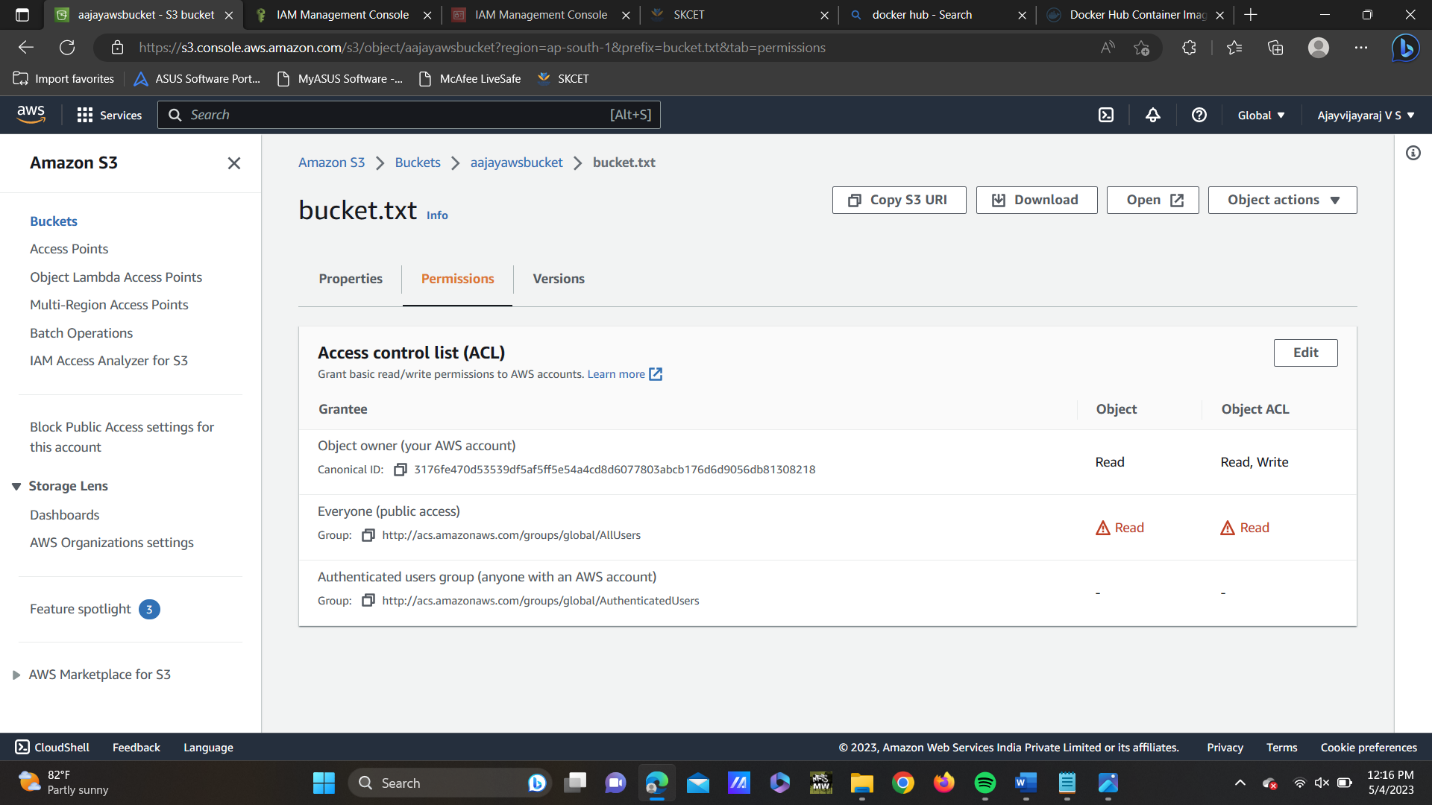 aajayawsbucket - S3 bucket
IAM Management Console
IAM Management Console
SKCET
docker hub - Search
Docker Hub Container Imag
https://s3.console.aws.amazon.com/s3/object/aajayawsbucket?region=ap-south-1&prefix=bucket.txt&tab=permissions
Import favorites
ASUS Software Port...
MyASUS Software -...
McAfee LiveSafe
SKCET
aws
Services
Search
[Alt+S]
Global
Ajayvijayaraj V S
Amazon S3
Buckets
Access Points
Object Lambda Access Points
Multi-Region Access Points
Batch Operations
IAM Access Analyzer for S3
Block Public Access settings for
this account
Storage Lens
Dashboards
AWS Organizations settings
Feature spotlight 3
AWS Marketplace for S3
Amazon S3 > Buckets > aajayawsbucket > bucket.txt
bucket.txt Info
Copy S3 URI
Download
Open
Object actions
Properties
Permissions
Versions
Access control list (ACL)
Edit
Grant basic read/write permissions to AWS accounts. Learn more
Grantee
Object
Object ACL
Object owner (your AWS account)
Canonical ID: 3176fe470d53539df5af5ff5e54a4cd8d6077803abcb176d6d9056db81308218
Read
Read, Write
Everyone (public access)
Group: http://acs.amazonaws.com/groups/global/AllUsers
Read
Read
Authenticated users group (anyone with an AWS account)
Group: http://acs.amazonaws.com/groups/global/AuthenticatedUsers
-
-
CloudShell
Feedback
Language
© 2023, Amazon Web Services India Private Limited or its affiliates.
Privacy
Terms
Cookie preferences
82°F
Partly sunny
Search
12:16 PM
5/4/2023